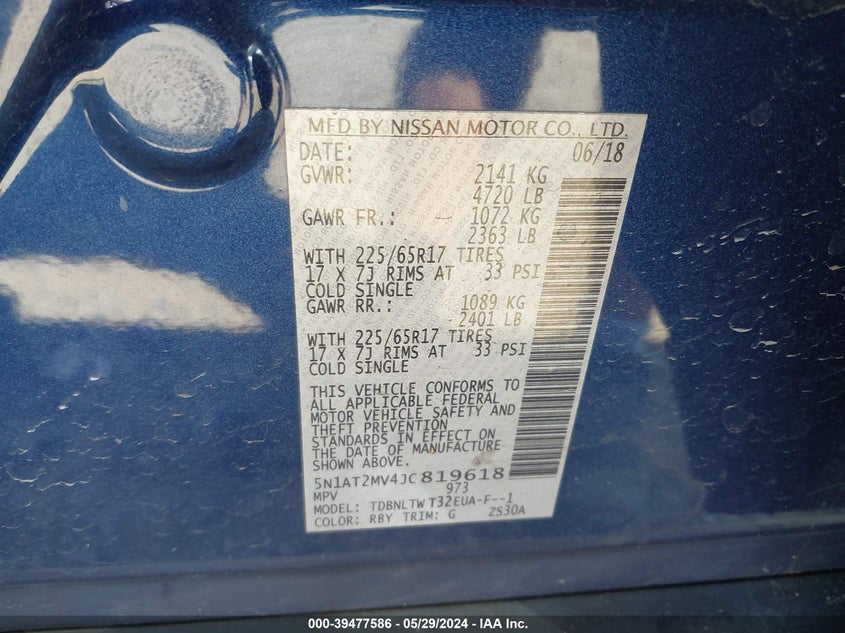 MFD BY NISSAN MOTOR CO., LTD.
DATE: 06/18
GVWR: 2141 KG
4720 LB
GAWR FR.: 1072 KG
2363 LB
WITH 225/65R17 TIRES
17 X 7J RIMS AT 33 PSI
COLD SINGLE
GAWR RR.: 1089 KG
2401 LB
WITH 225/65R17 TIRES
17 X 7J RIMS AT 33 PSI
COLD SINGLE
THIS VEHICLE CONFORMS TO
ALL APPLICABLE FEDERAL
MOTOR VEHICLE SAFETY AND
THEFT PREVENTION
STANDARDS IN EFFECT ON
THE DATE OF MANUFACTURE
SHOWN ABOVE.
5N1AT2MV4JC819618
MPV 973
MODEL: TDBNLTW T32EUA-F--1
COLOR: RBY TRIM: G ZS30A
000-39477586 - 05/29/2024 - IAA Inc.